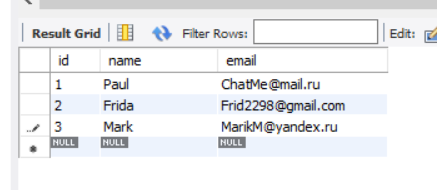 Result Grid Filter Rows: Edit:
id name email
1 Paul ChatMe@mail.ru
2 Frida Frid2298@gmail.com
3 Mark MarikM@yandex.ru
NULL NULL NULL